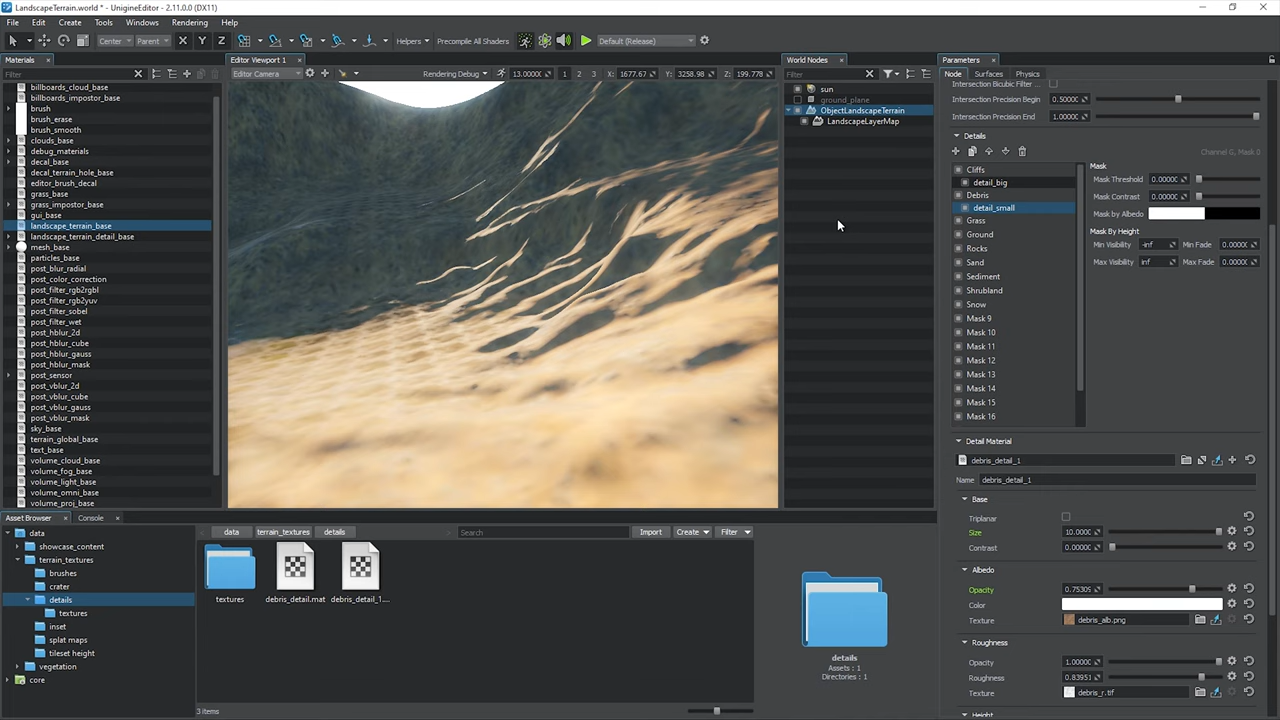 LandscapeTerrain.world * - UnigineEditor - 2.11.0.0 (DX11)
File Edit Create Tools Windows Rendering Help
Center Parent X Y Z Helpers Precompile All Shaders Default (Release)
Materials
Filter
billboards_cloud_base
billboards_impostor_base
brush
brush_erase
brush_smooth
clouds_base
debug_materials
decal_base
decal_terrain_hole_base
editor_brush_decal
grass_base
grass_impostor_base
gui_base
landscape_terrain_base
landscape_terrain_detail_base
mesh_base
particles_base
post_blur_radial
post_color_correction
post_filter_rgb2rgbl
post_filter_rgb2yuv
post_filter_sobel
post_filter_wet
post_hblur_2d
post_hblur_cube
post_hblur_gauss
post_hblur_mask
post_sensor
post_vblur_2d
post_vblur_cube
post_vblur_gauss
post_vblur_mask
sky_base
terrain_global_base
text_base
volume_cloud_base
volume_fog_base
volume_light_base
volume_omni_base
volume_proj_base
Editor Viewport 1
Editor Camera Rendering Debug 13.0000 1 2 3 X: 1677.67 Y: 3258.98 Z: 199.778
World Nodes
Filter
sun
ground_plane
ObjectLandscapeTerrain
LandscapeLayerMap
Parameters
Node Surfaces Physics
Intersection Bicubic Filter ...
Intersection Precision Begin 0.5000
Intersection Precision End 1.0000
Details
Channel G, Mask 0
Cliffs
detail_big
Debris
detail_small
Grass
Ground
Rocks
Sand
Sediment
Shrubland
Snow
Mask 9
Mask 10
Mask 11
Mask 12
Mask 13
Mask 14
Mask 15
Mask 16
Mask
Mask Threshold 0.0000
Mask Contrast 0.0000
Mask by Albedo
Mask By Height
Min Visibility -inf Min Fade 0.0000
Max Visibility inf Max Fade 0.0000
Detail Material
debris_detail_1
Name debris_detail_1
Base
Triplanar
Size 10.000
Contrast 0.0000
Albedo
Opacity 0.7530
Color
Texture debris_alb.png
Roughness
Opacity 1.0000
Roughness 0.8395
Texture debris_r.tif
Height
Asset Browser Console
data
showcase_content
terrain_textures
brushes
crater
details
textures
inset
splat maps
tileset height
vegetation
core
data terrain_textures details Search Import Create Filter
textures debris_detail.mat debris_detail_1....
3 items
details
Assets : 1
Directories : 1